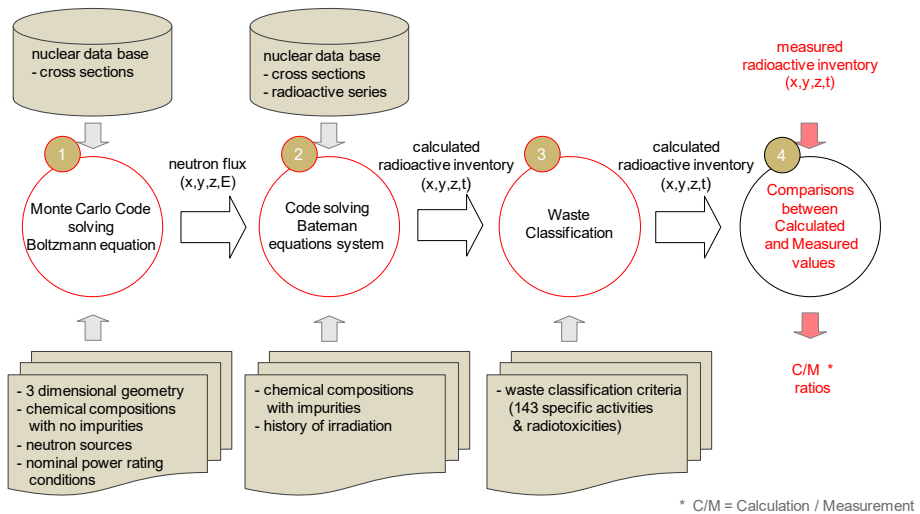 nuclear data base
- cross sections
nuclear data base
- cross sections
- radioactive series
measured
radioactive inventory
(x,y,z,t)
1
Monte Carlo Code
solving
Boltzmann equation
neutron flux
(x,y,z,E)
2
Code solving
Bateman
equations system
calculated
radioactive inventory
(x,y,z,t)
3
Waste
Classification
calculated
radioactive inventory
(x,y,z,t)
4
Comparisons
between
Calculated
and Measured
values
- 3 dimensional geometry
- chemical compositions
with no impurities
- neutron sources
- nominal power rating
conditions
- chemical compositions
with impurities
- history of irradiation
- waste classification criteria
(143 specific activities
& radiotoxicities)
C/M *
ratios
* C/M = Calculation / Measurement